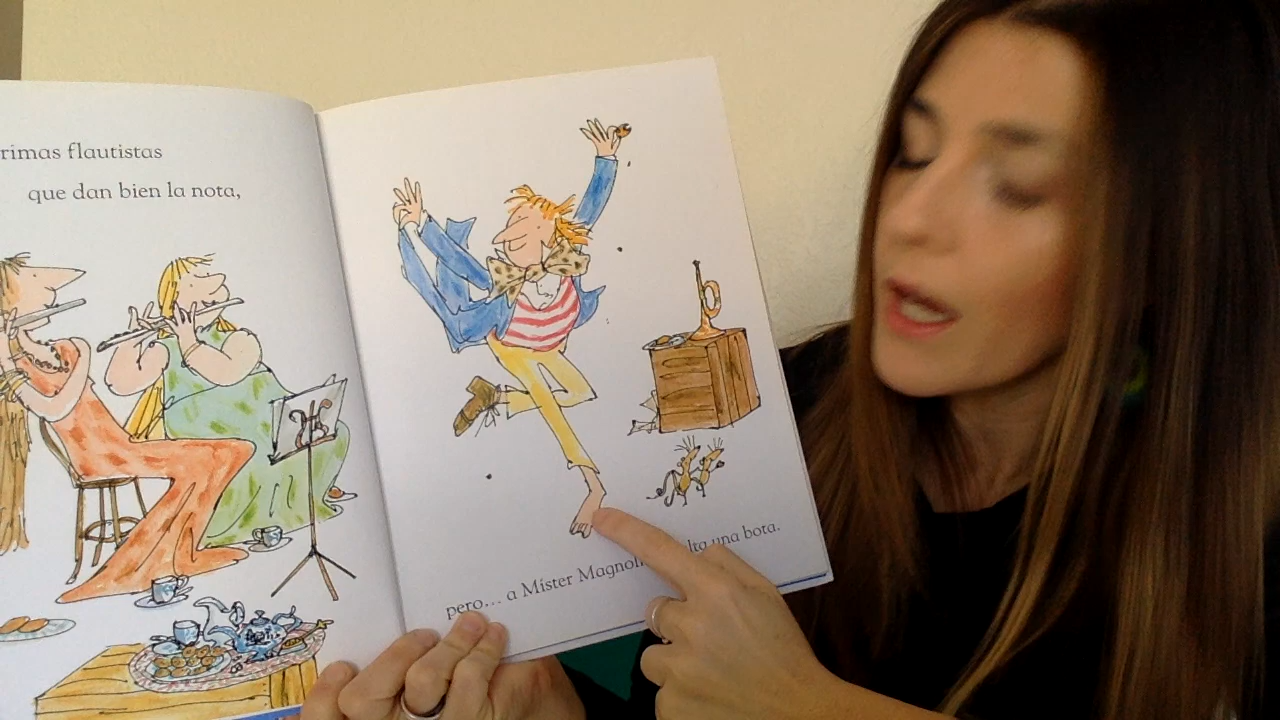 rimas flautistas
que dan bien la nota,
pero... a Míster Magnol lta una bota.